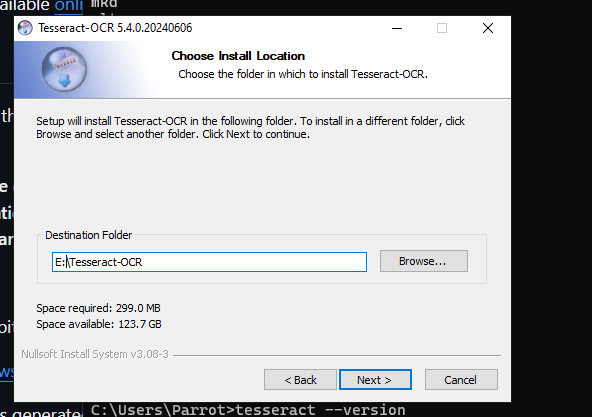 ailable onli
mkd
Tesseract-OCR 5.4.0.20240606
Choose Install Location
Choose the folder in which to install Tesseract-OCR.
Setup will install Tesseract-OCR in the following folder. To install in a different folder, click
Browse and select another folder. Click Next to continue.
Destination Folder
E:\Tesseract-OCR
Browse...
Space required: 299.0 MB
Space available: 123.7 GB
Nullsoft Install System v3.08-3
< Back
Next >
Cancel
s generate
C:\Users\Parrot>tesseract --version